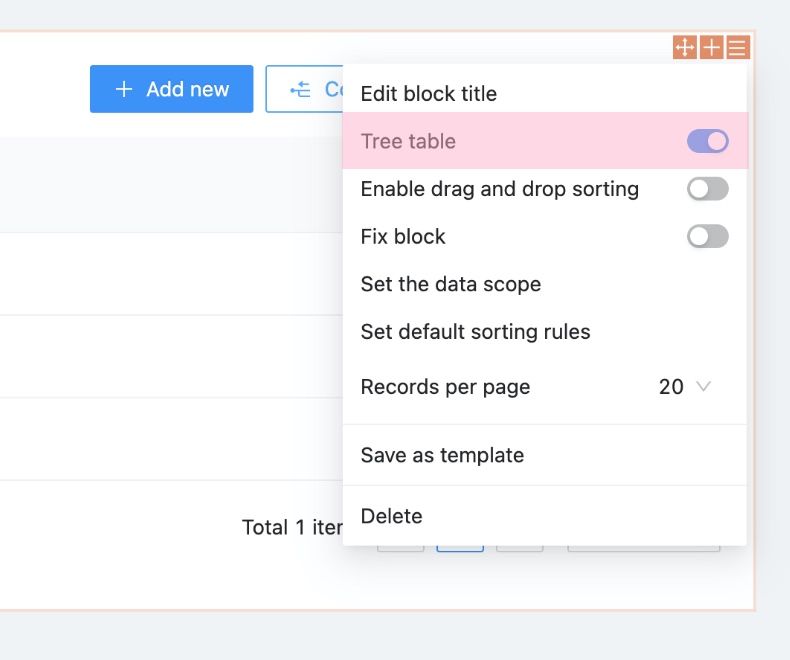 Add new
Edit block title
Tree table
Enable drag and drop sorting
Fix block
Set the data scope
Set default sorting rules
Records per page 20
Save as template
Total 1
Delete